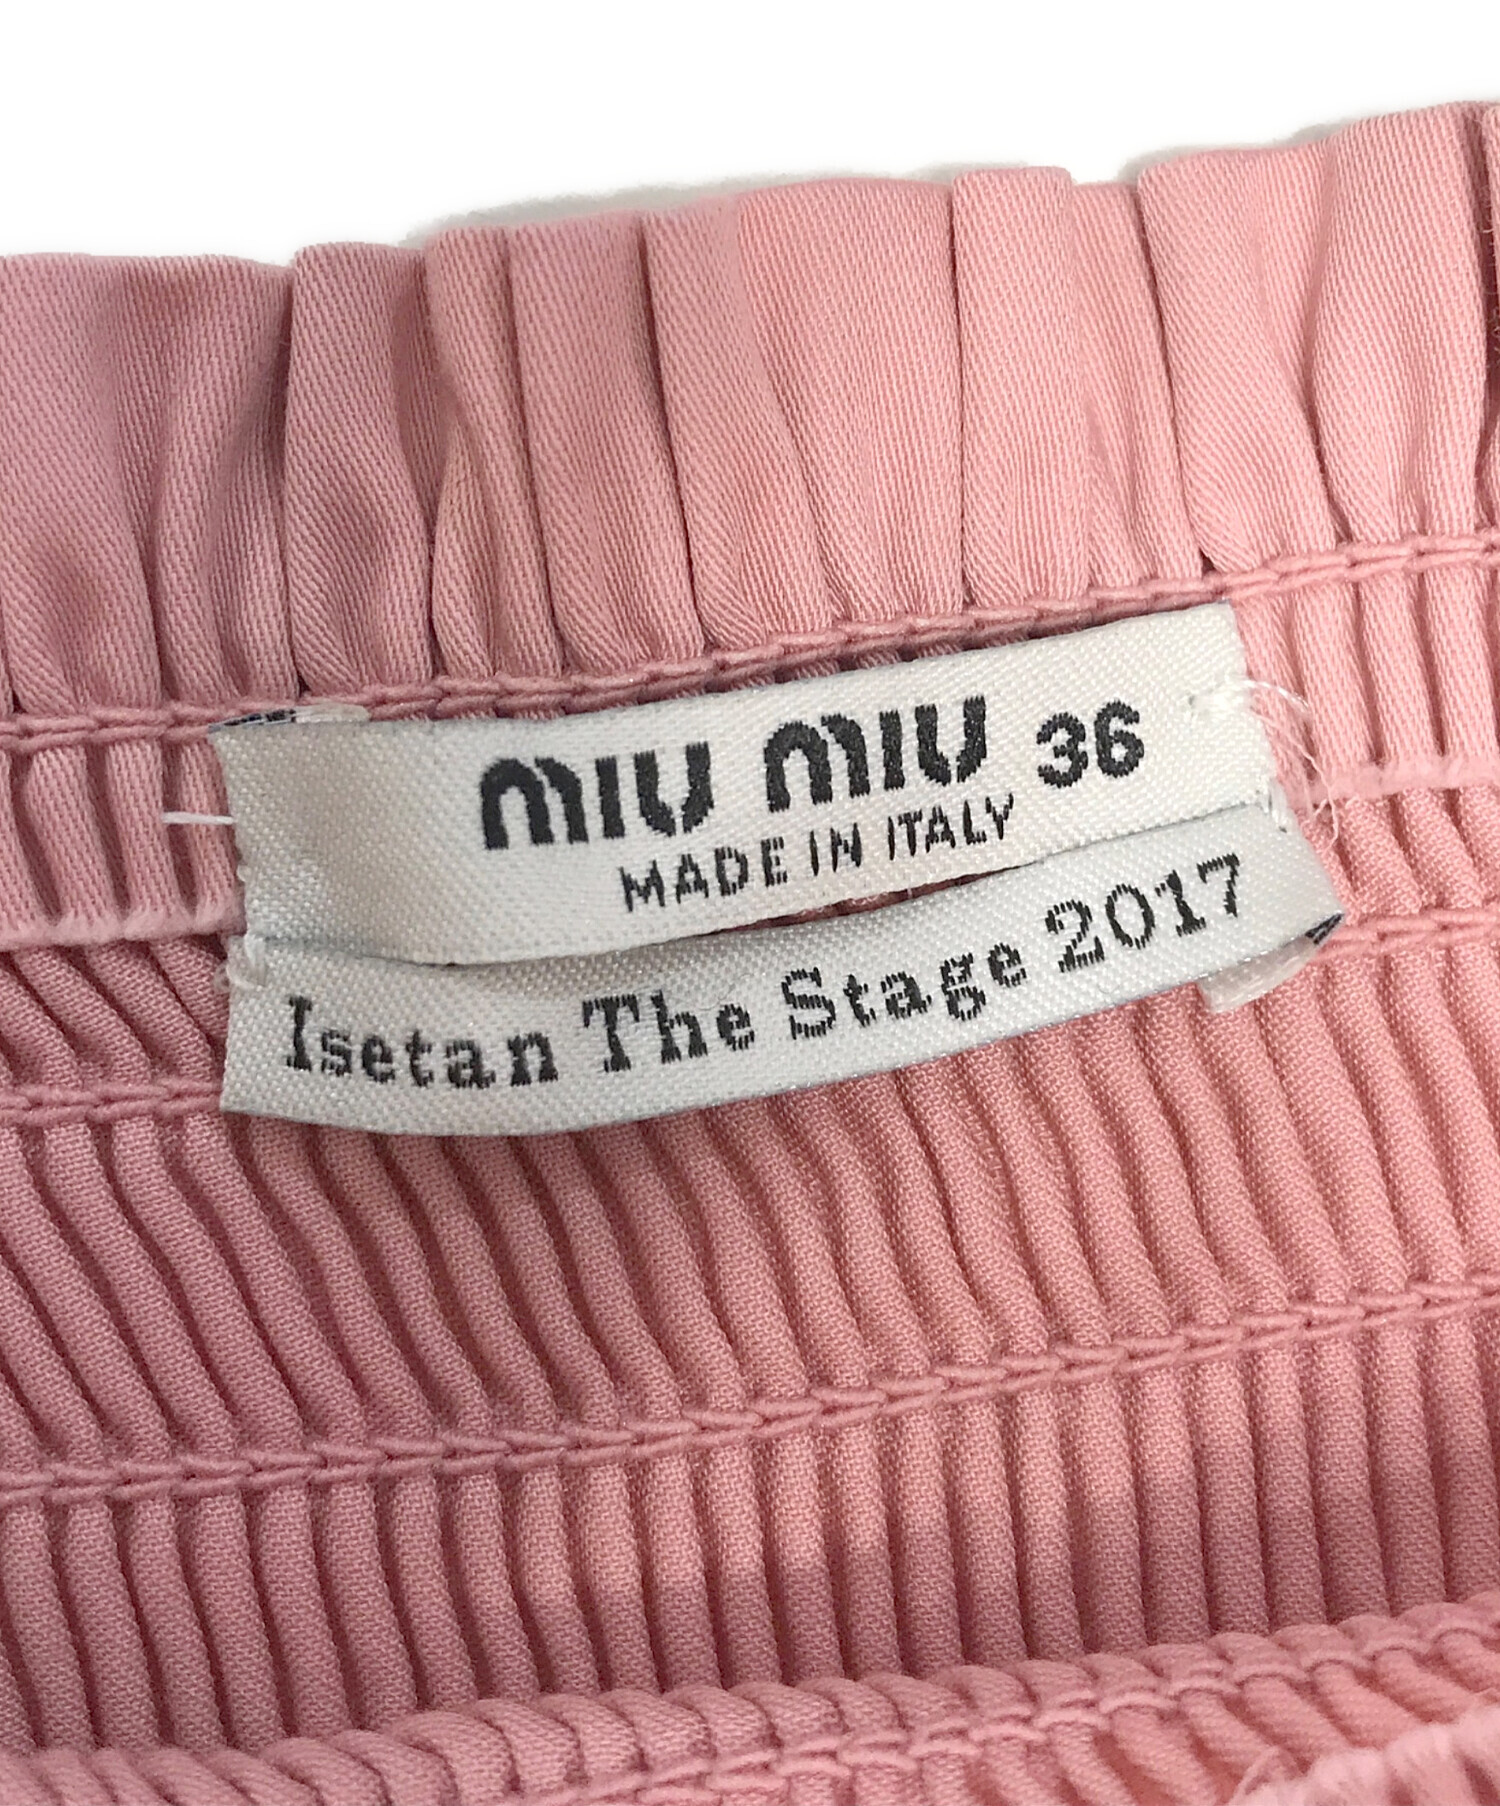 miu miu 36
MADE IN ITALY
Isetan The Stage 2017